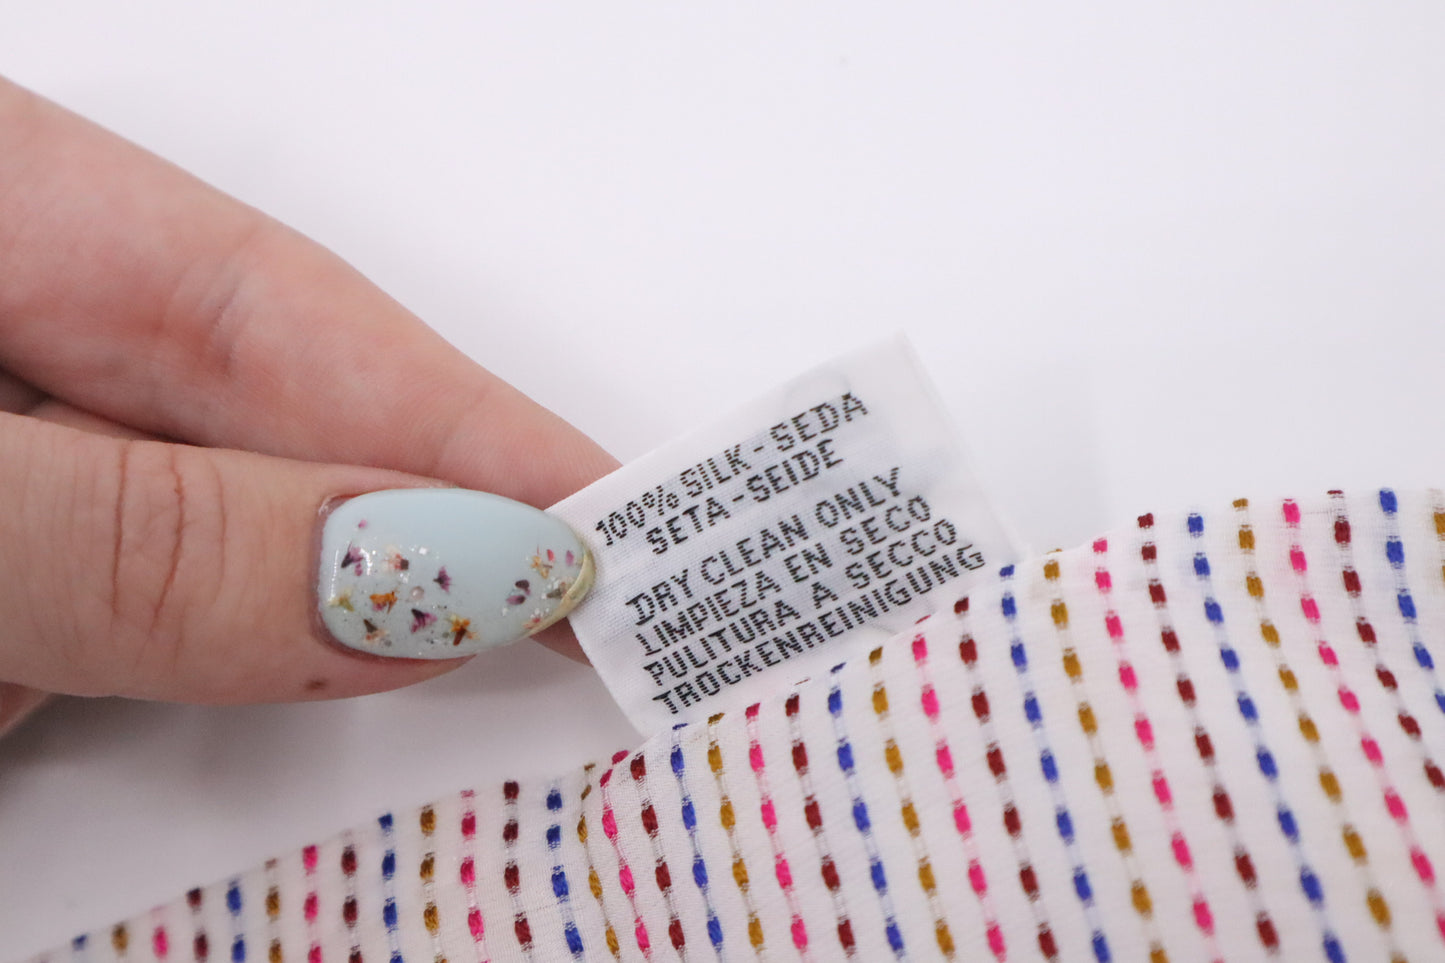 100% SILK - SEDA
SETA - SEIDE
DRY CLEAN ONLY
LIMPIEZA EN SECO
PULITURA A SECCO
TROCKENREINIGUNG